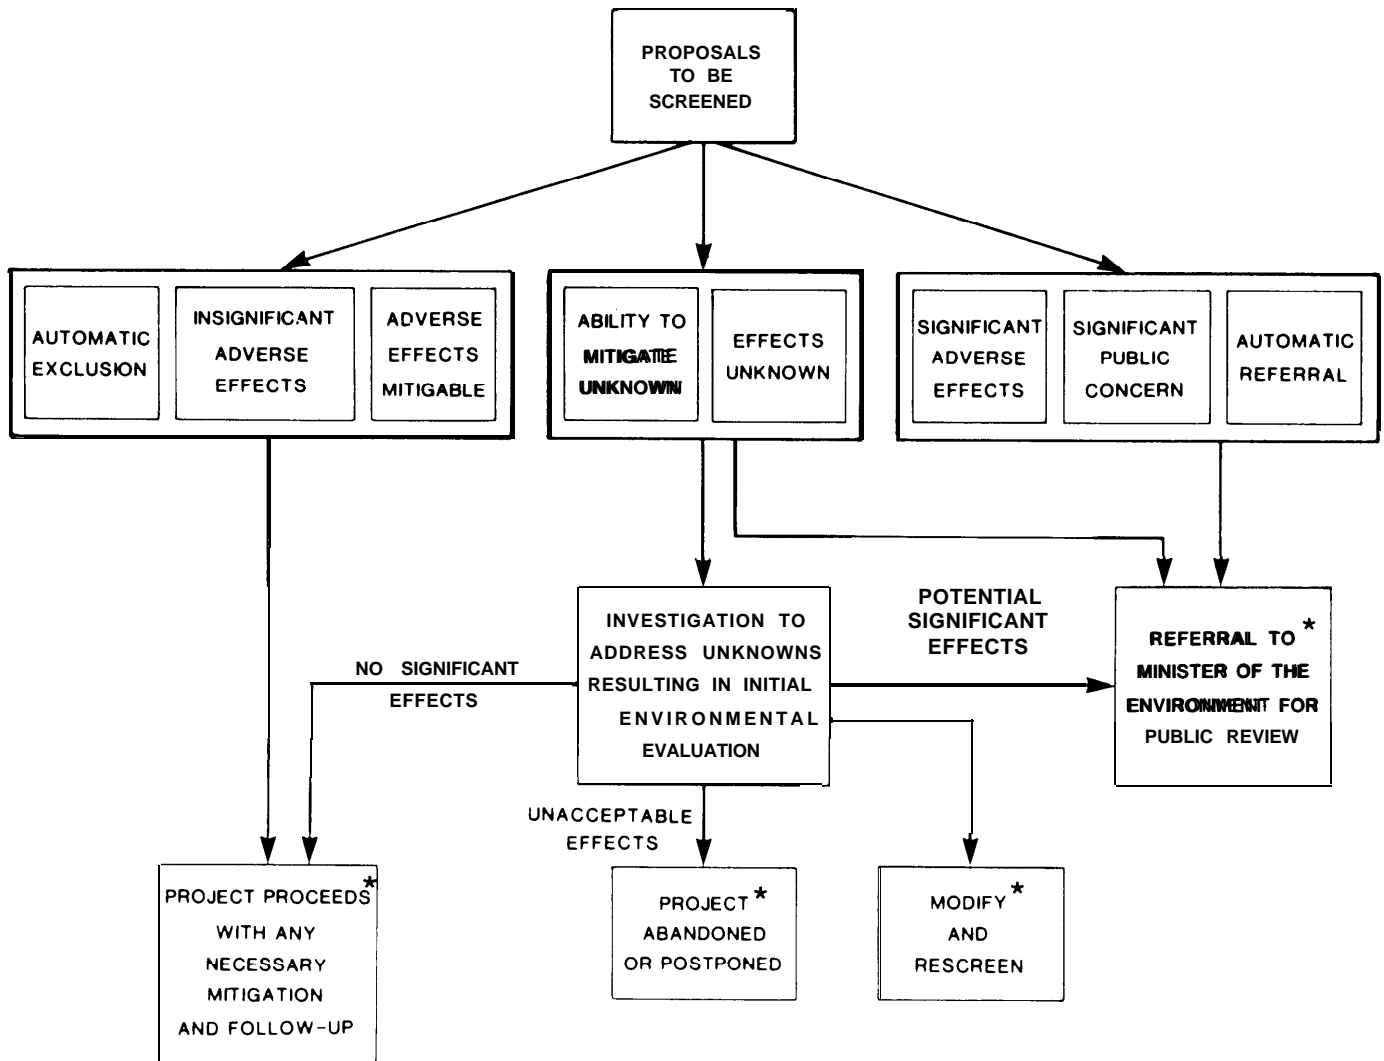 PROPOSALS
TO BE
SCREENED
AUTOMATIC
EXCLUSION
INSIGNIFICANT
ADVERSE
EFFECTS
ADVERSE
EFFECTS
MITIGABLE
ABILITY TO
MITIGATE
UNKNOWN
EFFECTS
UNKNOWN
SIGNIFICANT
ADVERSE
EFFECTS
SIGNIFICANT
PUBLIC
CONCERN
AUTOMATIC
REFERRAL
INVESTIGATION TO
ADDRESS UNKNOWNS
RESULTING IN INITIAL
ENVIRONMENTAL
EVALUATION
POTENTIAL
SIGNIFICANT
EFFECTS
REFERRAL TO *
MINISTER OF THE
ENVIRONMENT FOR
PUBLIC REVIEW
NO SIGNIFICANT
EFFECTS
UNACCEPTABLE
EFFECTS
PROJECT PROCEEDS *
WITH ANY
NECESSARY
MITIGATION
AND FOLLOW-UP
PROJECT *
ABANDONED
OR POSTPONED
MODIFY *
AND
RESCREEN